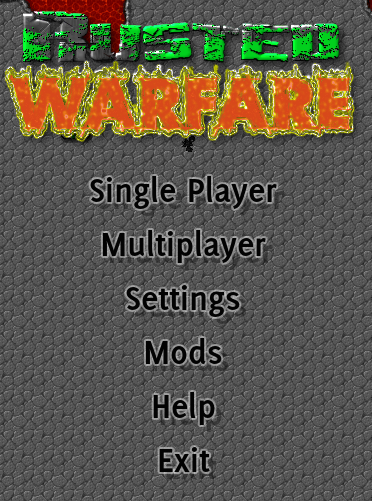 RUSTED
WARFARE
Single Player
Multiplayer
Settings
Mods
Help
Exit